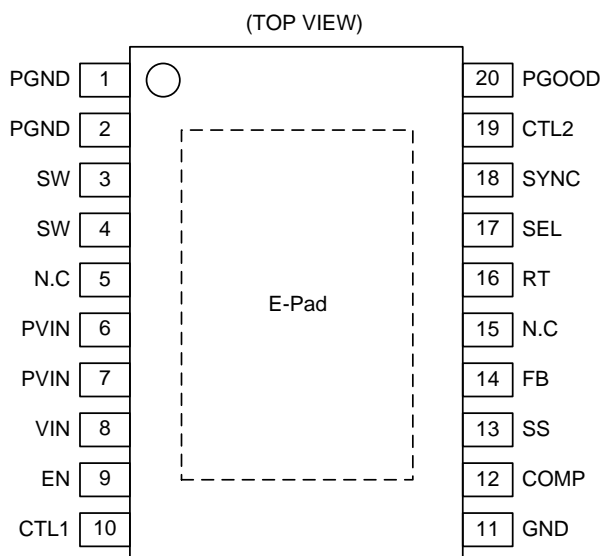 (TOP VIEW)
PGND 1 20 PGOOD
PGND 2 19 CTL2
SW 3 18 SYNC
SW 4 17 SEL
N.C 5 16 RT
E-Pad
PVIN 6 15 N.C
PVIN 7 14 FB
VIN 8 13 SS
EN 9 12 COMP
CTL1 10 11 GND